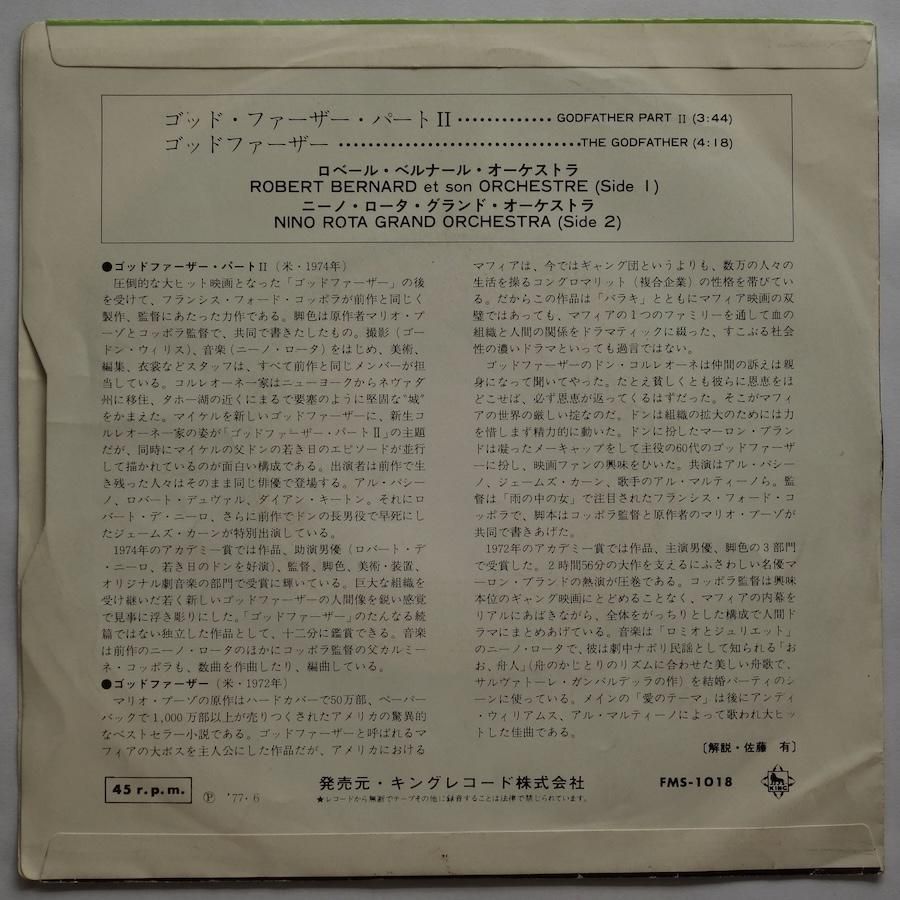 ゴッド・ファーザー・パートII・・・・・・・・・・・・・GODFATHER PART II (3:44)
ゴッドファーザー・・・・・・・・・・・・・・・・・・・・・・・・・・・・・・・THE GODFATHER (4:18)
ロベール・ベルナール・オーケストラ
ROBERT BERNARD et son ORCHESTRE (Side 1)
ニーノ・ロータ・グランド・オーケストラ
NINO ROTA GRAND ORCHESTRA (Side 2)
●ゴッドファーザー・パートII（米・1974年）
圧倒的な大ヒット映画となった「ゴッドファーザー」の後
を受けて、フランシス・フォード・コッポラが前作と同じく
製作、監督にあたった力作である。脚色は原作者マリオ・プ
ーゾとコッポラ監督で、共同で書きたしたもの。撮影（ゴー
ドン・ウィリス）、音楽（ニーノ・ロータ）をはじめ、美術、
編集、衣裳などスタッフは、すべて前作と同じメンバーが担
当している。コルレオーネ一家はニューヨークからネヴァダ
州に移住、タホー湖の近くにまるで要塞のように堅固な“城”
をかまえた。マイケルを新しいゴッドファーザーに、新生コ
ルレオーネ一家の姿が「ゴッドファーザー・パートII」の主題
だが、同時にマイケルの父ドンの若き日のエピソードが並行
して描かれているのが面白い構成である。出演者は前作で生
き残った人々はそのまま同じ俳優で登場する。アル・パシー
ノ、ロバート・デュヴァル、ダイアン・キートン。それにロ
バート・デ・ニーロ、さらに前作でドンの長男役で早死にし
たジェームズ・カーンが特別出演している。
1974年のアカデミー賞では作品、助演男優（ロバート・デ
・ニーロ、若き日のドンを好演）、監督、脚色、美術・装置、
オリジナル劇音楽の部門で受賞に輝いている。巨大な組織を
受け継いだ若く新しいゴッドファーザーの人間像を鋭い感覚
で見事に浮き彫りにした。「ゴッドファーザー」のたんなる続
篇ではない独立した作品として、十二分に鑑賞できる。音楽
は前作のニーノ・ロータのほかにコッポラ監督の父カルミー
ネ・コッポラも、数曲を作曲したり、編曲している。
●ゴッドファーザー（米・1972年）
マリオ・プーゾの原作はハードカバーで50万部、ペーパー
バックで1,000万部以上が売りつくされたアメリカの驚異的
なベストセラー小説である。ゴッドファーザーと呼ばれるマ
フィアの大ボスを主人公にした作品だが、アメリカにおける
マフィアは、今ではギャング団というよりも、数万の人々の
生活を操るコングロマリット（複合企業）の性格を帯びてい
る。だからこの作品は「バラキ」とともにマフィア映画の双
璧ではあっても、マフィアの1つのファミリーを通して血の
組織と人間の関係をドラマティックに綴った、すこぶる社会
性の濃いドラマといっても過言ではない。
ゴッドファーザーのドン・コルレオーネは仲間の訴えは親
身になって聞いてやった。たとえ貧しくとも彼らに恩恵をほ
どこせば、必ず恩恵が返ってくるはずだった。そこがマフィ
アの世界の厳しい掟なのだ。ドンは組織の拡大のためには力
を惜しまず精力的に動いた。ドンに扮したマーロン・ブラン
ドは凝ったメーキャップをして主役の60代のゴッドファーザ
ーに扮し、映画ファンの興味をひいた。共演はアル・パシー
ノ、ジェームズ・カーン、歌手のアル・マルティーノら。監
督は「雨の中の女」で注目されたフランシス・フォード・コ
ッポラで、脚本はコッポラ監督と原作者のマリオ・プーゾが
共同で書きあげた。
1972年のアカデミー賞では作品、主演男優、脚色の3部門
で受賞した。2時間56分の大作を支えるにふさわしい名優マ
ーロン・ブランドの熱演が圧巻である。コッポラ監督は興味
本位のギャング映画にとどめることなく、マフィアの内幕を
リアルにあばきながら、全体をがっちりとした構成で人間ド
ラマにまとめあげている。音楽は「ロミオとジュリエット」
のニーノ・ロータで、彼は劇中ナポリ民謡として知られる「お
お、舟人」（舟のかじとりのリズムに合わせた美しい舟歌で、
サルヴァトーレ・ガンバルデッラの作）を結婚パーティのシ
ーンに使っている。メインの「愛のテーマ」は後にアンディ
・ウィリアムス、アル・マルティーノによって歌われ大ヒッ
トした佳曲である。
〔解説・佐藤 有〕
45 r.p.m.
Ⓟ '77・6
発売元・キングレコード株式会社
★レコードから無断でテープその他に録音することは法律で禁じられています。
FMS-1018
KING